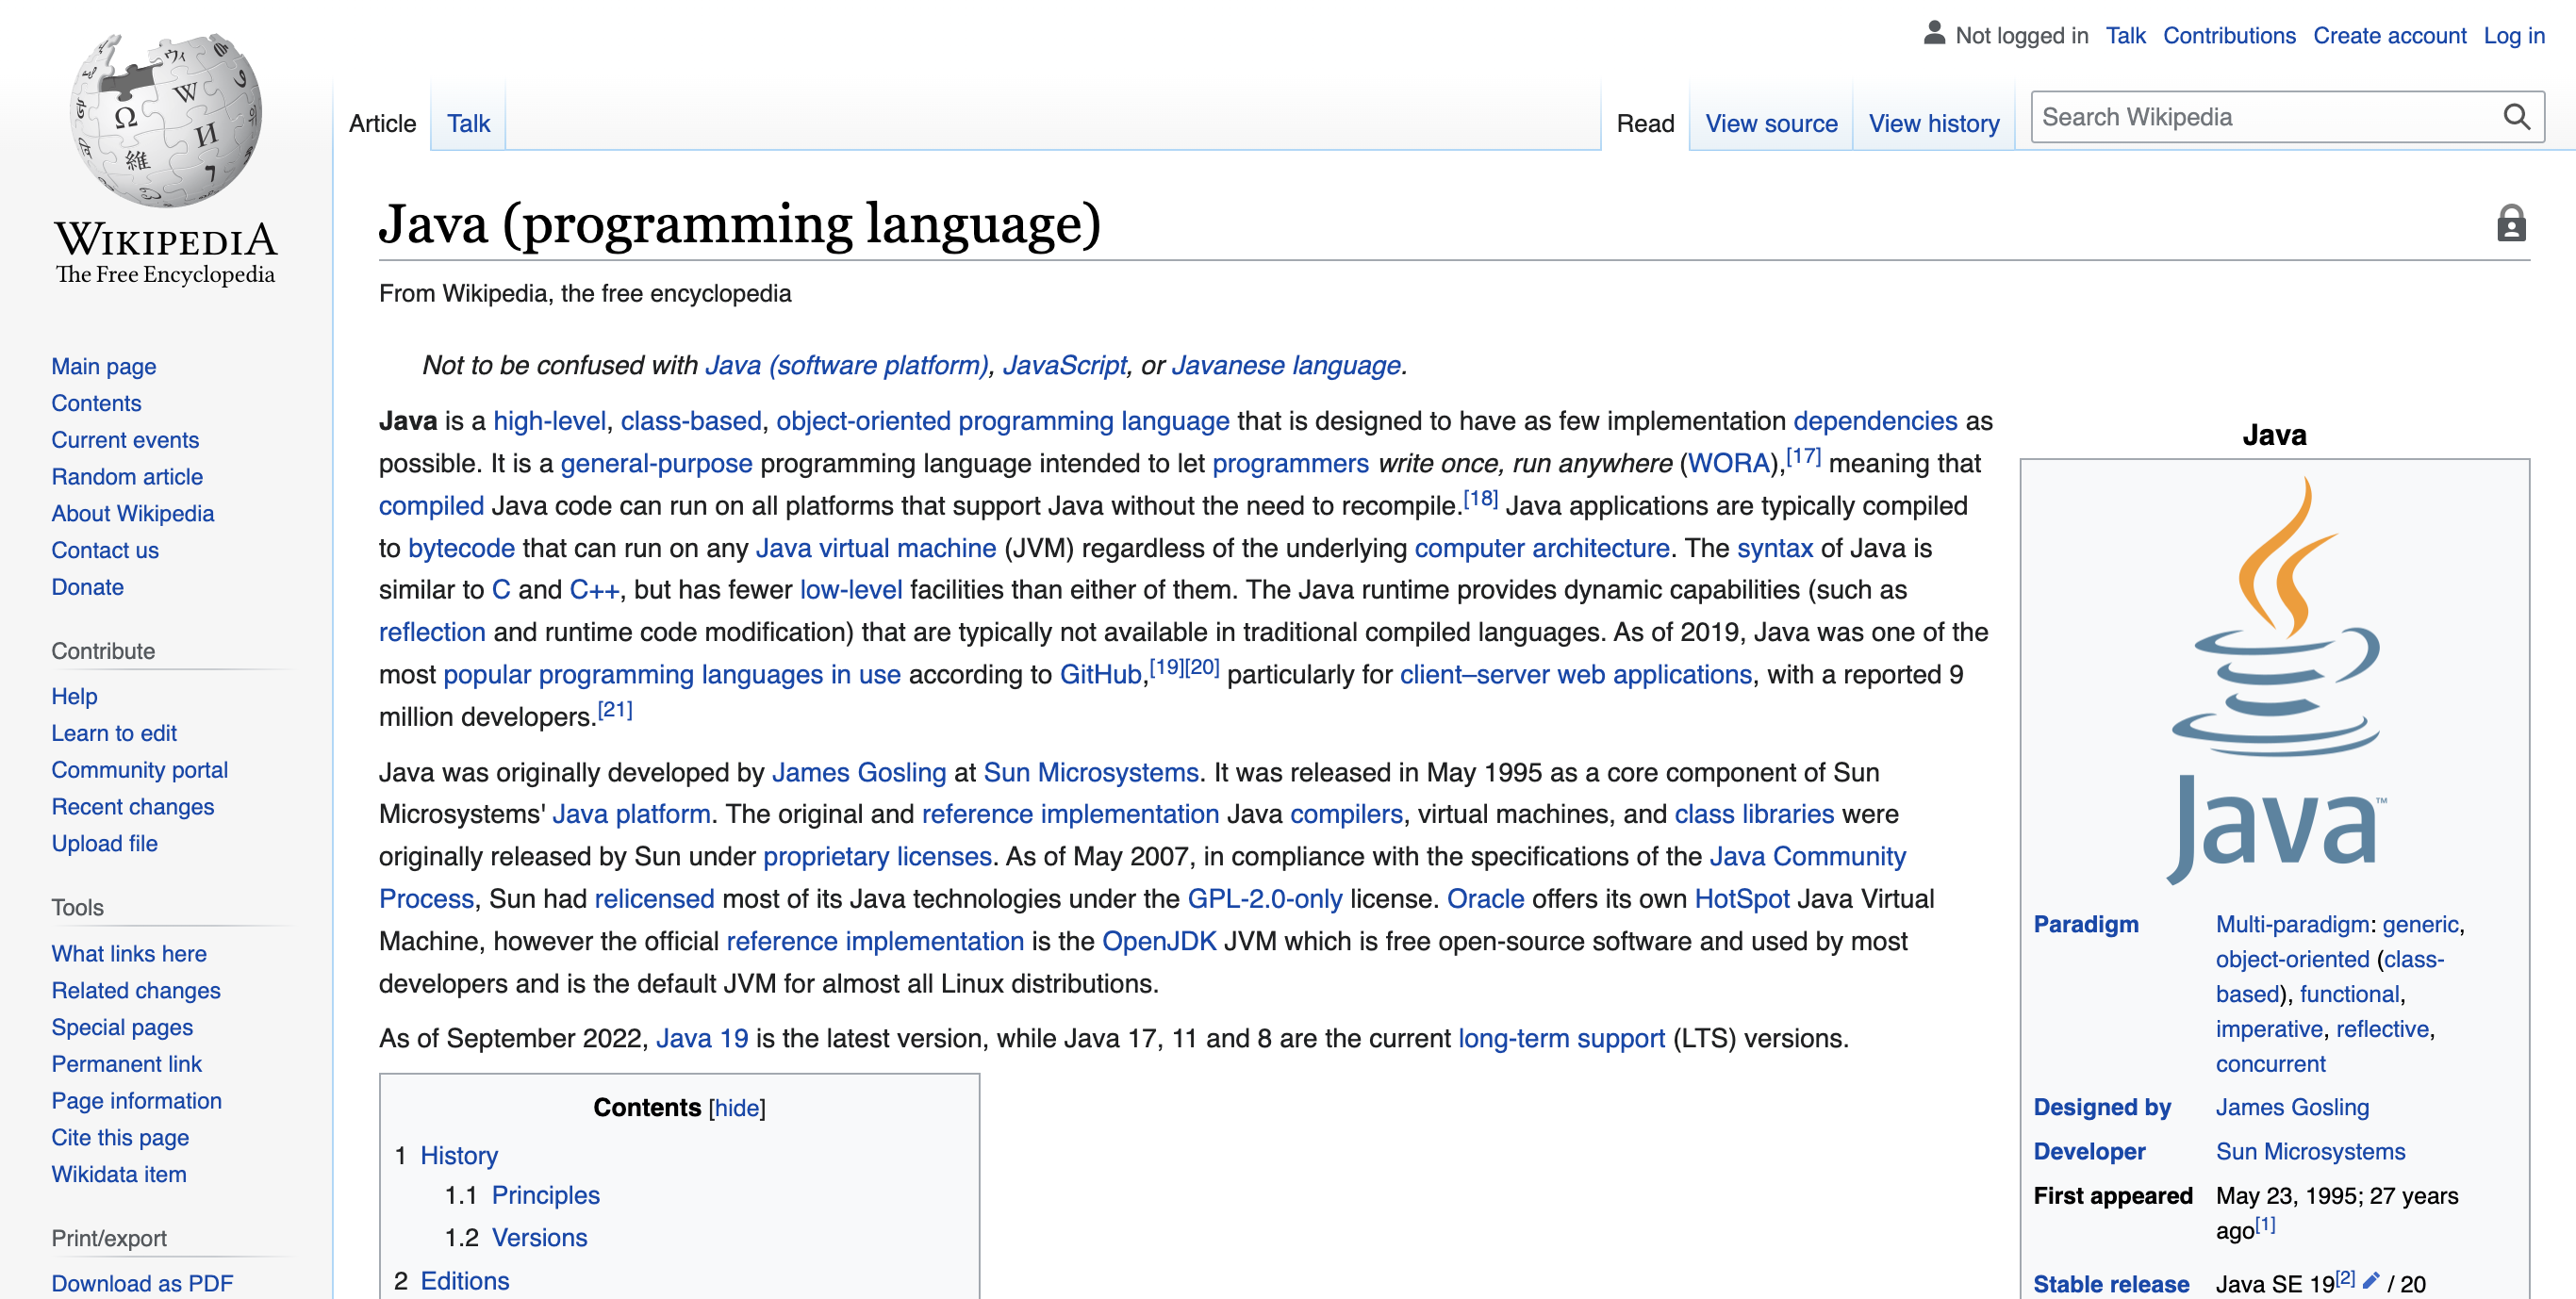 Not logged in Talk Contributions Create account Log in
Article Talk Read View source View history Search Wikipedia
WIKIPEDIA
The Free Encyclopedia
Main page
Contents
Current events
Random article
About Wikipedia
Contact us
Donate
Contribute
Help
Learn to edit
Community portal
Recent changes
Upload file
Tools
What links here
Related changes
Special pages
Permanent link
Page information
Cite this page
Wikidata item
Print/export
Download as PDF
Java (programming language)
From Wikipedia, the free encyclopedia
Not to be confused with Java (software platform), JavaScript, or Javanese language.
Java is a high-level, class-based, object-oriented programming language that is designed to have as few implementation dependencies as
possible. It is a general-purpose programming language intended to let programmers write once, run anywhere (WORA),[17] meaning that
compiled Java code can run on all platforms that support Java without the need to recompile.[18] Java applications are typically compiled
to bytecode that can run on any Java virtual machine (JVM) regardless of the underlying computer architecture. The syntax of Java is
similar to C and C++, but has fewer low-level facilities than either of them. The Java runtime provides dynamic capabilities (such as
reflection and runtime code modification) that are typically not available in traditional compiled languages. As of 2019, Java was one of the
most popular programming languages in use according to GitHub,[19][20] particularly for client–server web applications, with a reported 9
million developers.[21]
Java was originally developed by James Gosling at Sun Microsystems. It was released in May 1995 as a core component of Sun
Microsystems' Java platform. The original and reference implementation Java compilers, virtual machines, and class libraries were
originally released by Sun under proprietary licenses. As of May 2007, in compliance with the specifications of the Java Community
Process, Sun had relicensed most of its Java technologies under the GPL-2.0-only license. Oracle offers its own HotSpot Java Virtual
Machine, however the official reference implementation is the OpenJDK JVM which is free open-source software and used by most
developers and is the default JVM for almost all Linux distributions.
As of September 2022, Java 19 is the latest version, while Java 17, 11 and 8 are the current long-term support (LTS) versions.
Contents [hide]
1 History
1.1 Principles
1.2 Versions
2 Editions
Java
Java™
Paradigm Multi-paradigm: generic,
object-oriented (class-
based), functional,
imperative, reflective,
concurrent
Designed by James Gosling
Developer Sun Microsystems
First appeared May 23, 1995; 27 years
ago[1]
Stable release Java SE 19[2] / 20